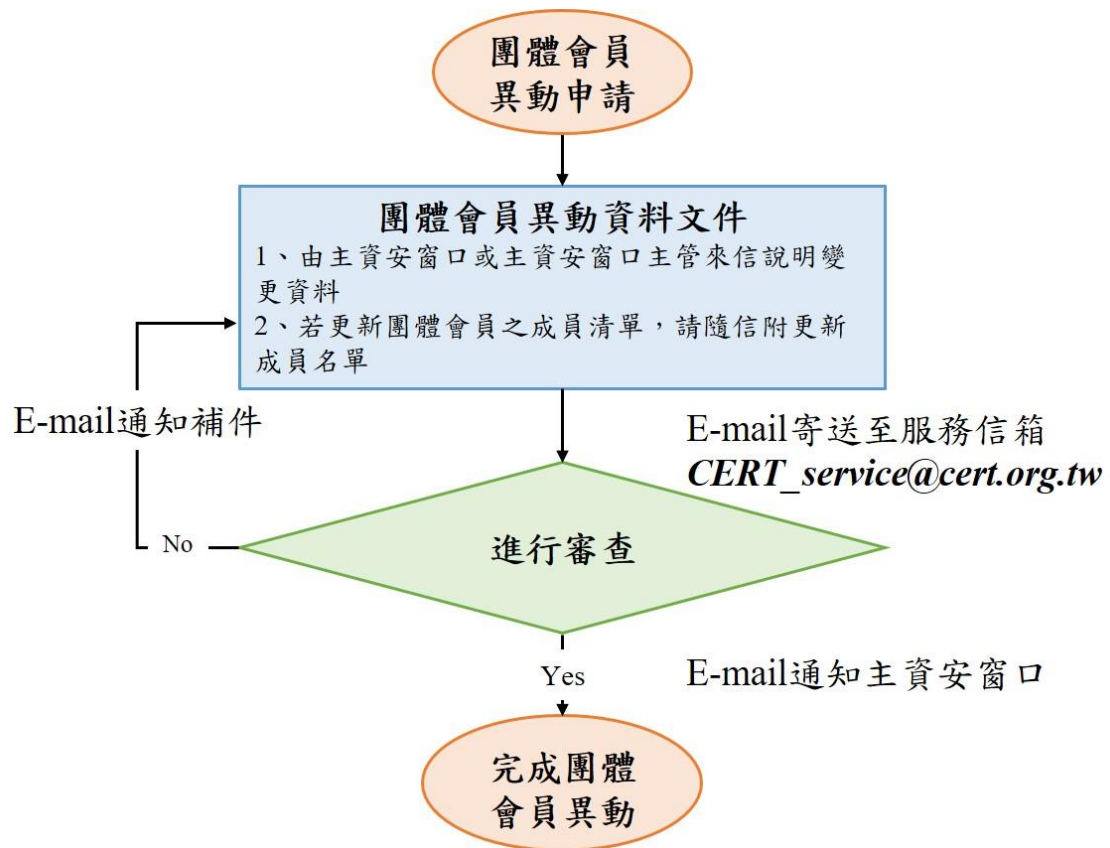 團體會員
異動申請
團體會員異動資料文件
1、由主資安窗口或主資安窗口主管來信說明變
更資料
2、若更新團體會員之成員清單，請隨信附更新
成員名單
E-mail通知補件
E-mail寄送至服務信箱
CERT_service@cert.org.tw
No
進行審查
Yes
E-mail通知主資安窗口
完成團體
會員異動